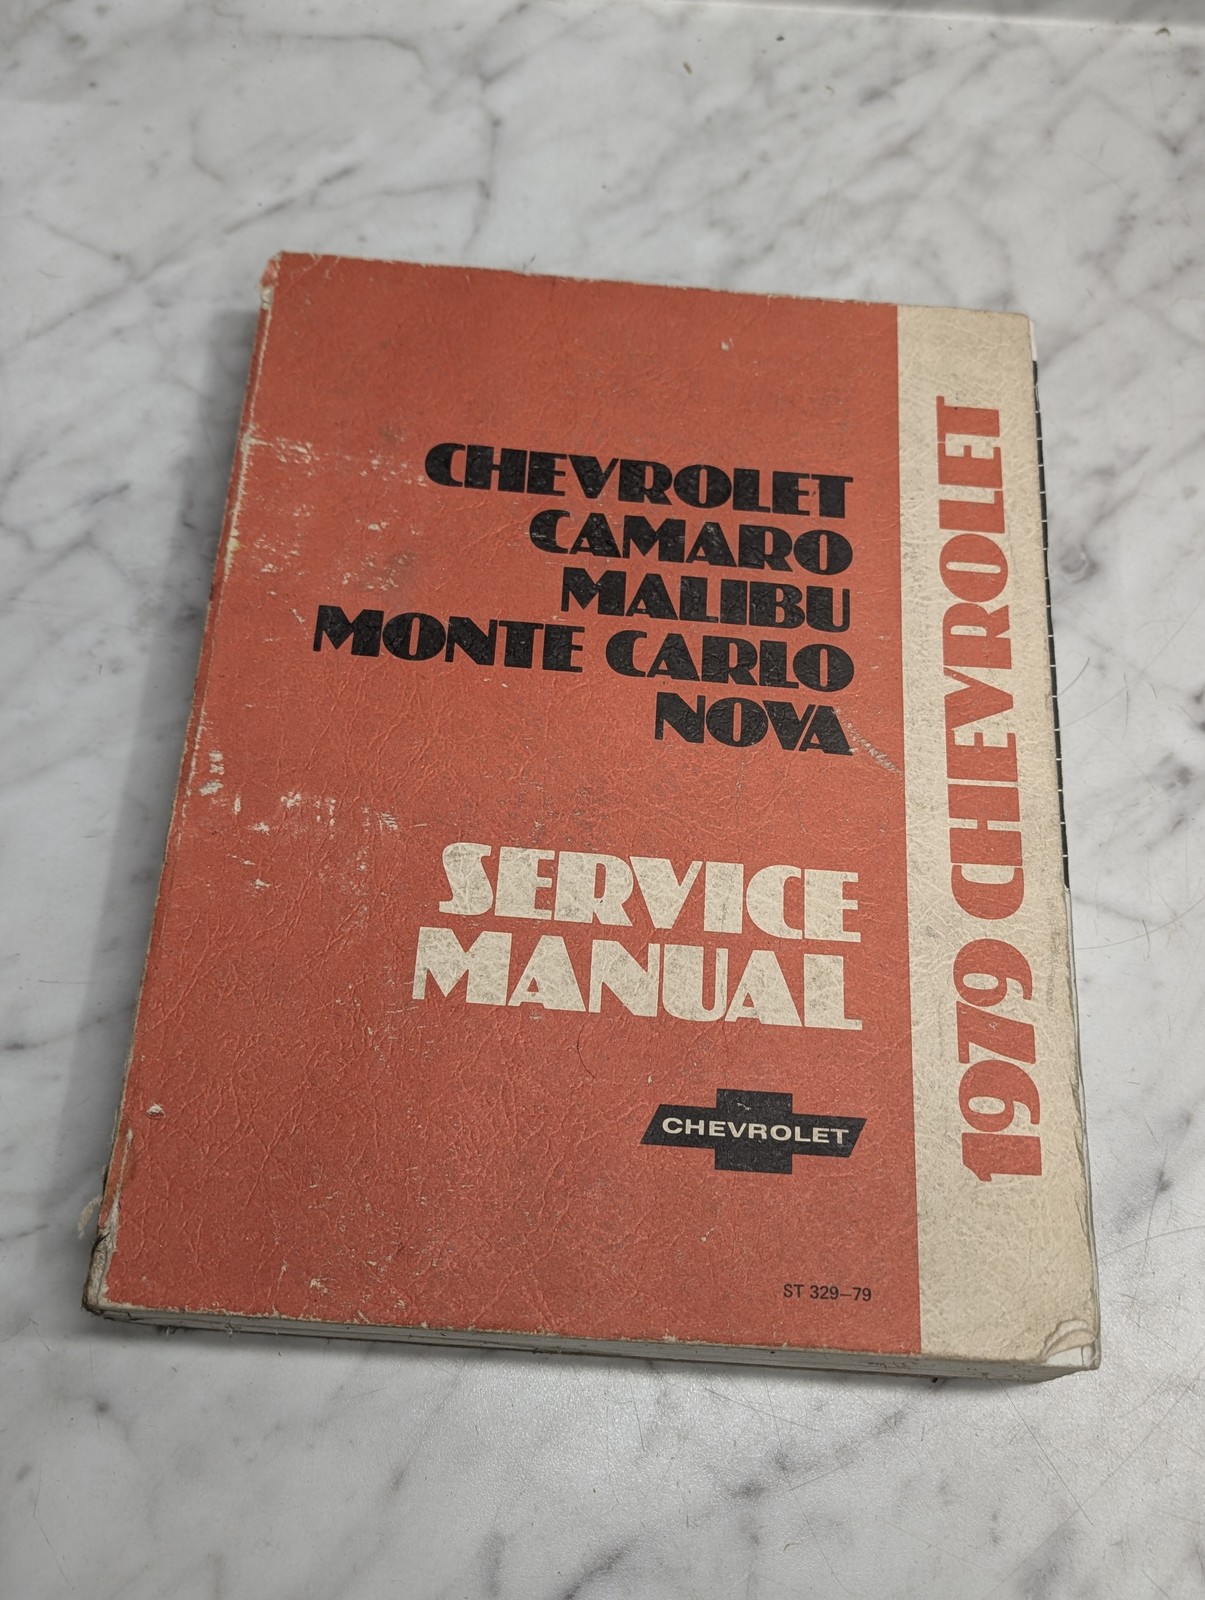 CHEVROLET
CAMARO
MALIBU
MONTE CARLO
NOVA
SERVICE
MANUAL
CHEVROLET
ST 329-79
1979 CHEVROLET